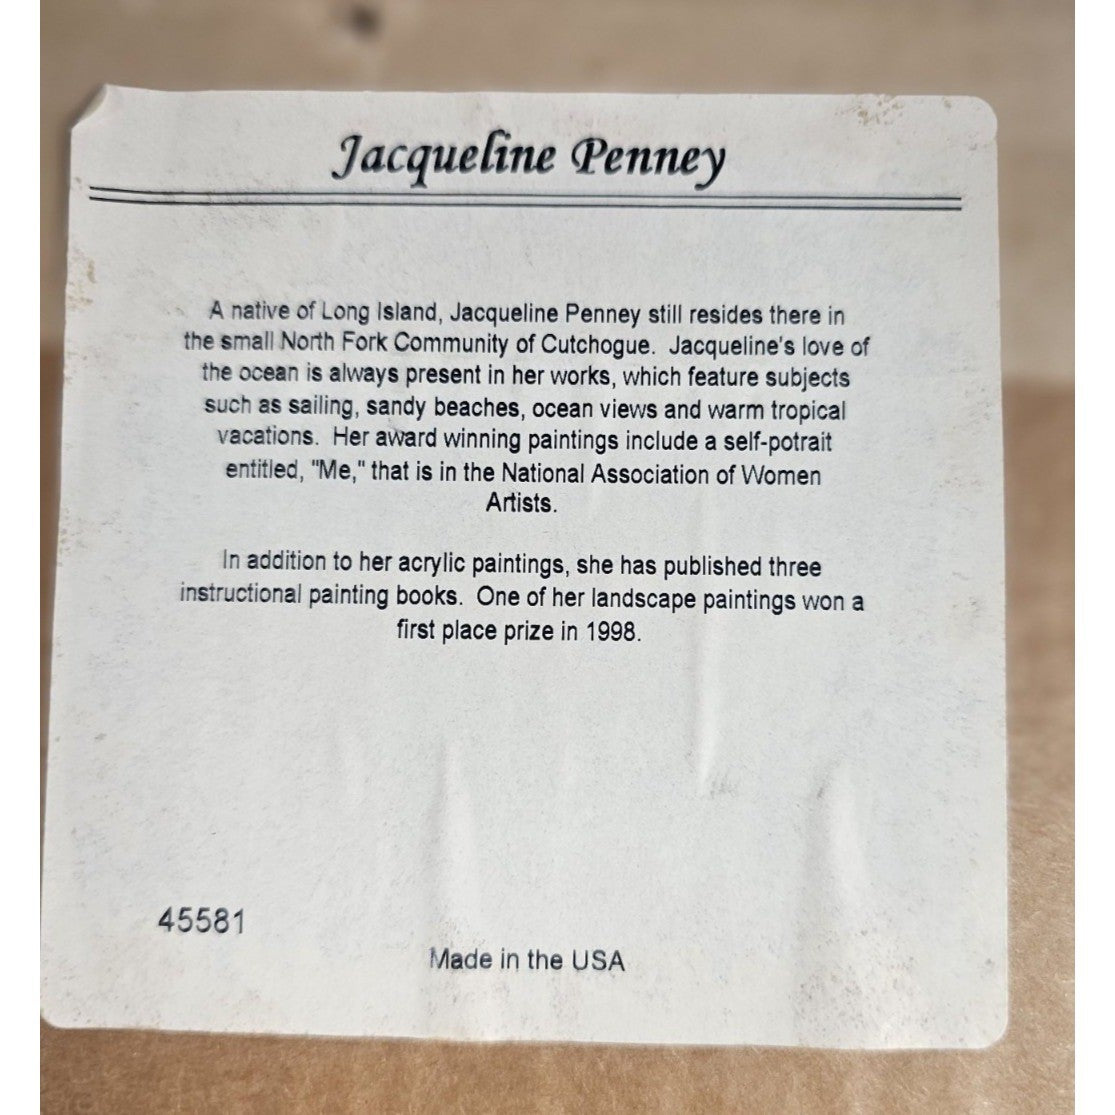 Jacqueline Penney
A native of Long Island, Jacqueline Penney still resides there in
the small North Fork Community of Cutchogue.  Jacqueline's love of
the ocean is always present in her works, which feature subjects
such as sailing, sandy beaches, ocean views and warm tropical
vacations.  Her award winning paintings include a self-potrait
entitled, "Me," that is in the National Association of Women
Artists.
In addition to her acrylic paintings, she has published three
instructional painting books.  One of her landscape paintings won a
first place prize in 1998.
45581
Made in the USA